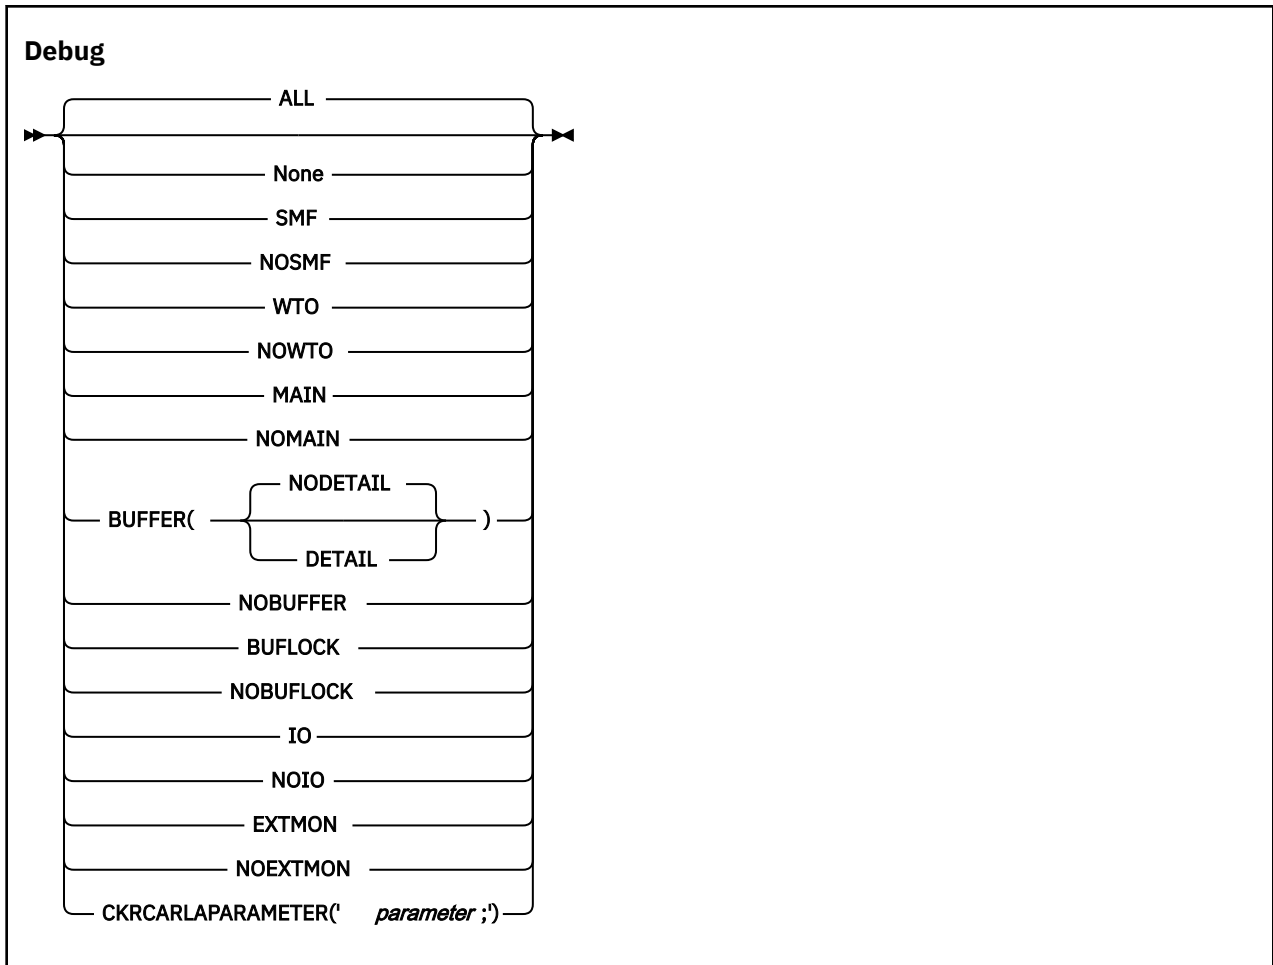 Debug
ALL
None
SMF
NOSMF
WTO
NOWTO
MAIN
NOMAIN
NODETAIL
BUFFER( )
DETAIL
NOBUFFER
BUFLOCK
NOBUFLOCK
IO
NOIO
EXTMON
NOEXTMON
CKRCARLAPARAMETER(' parameter ;')